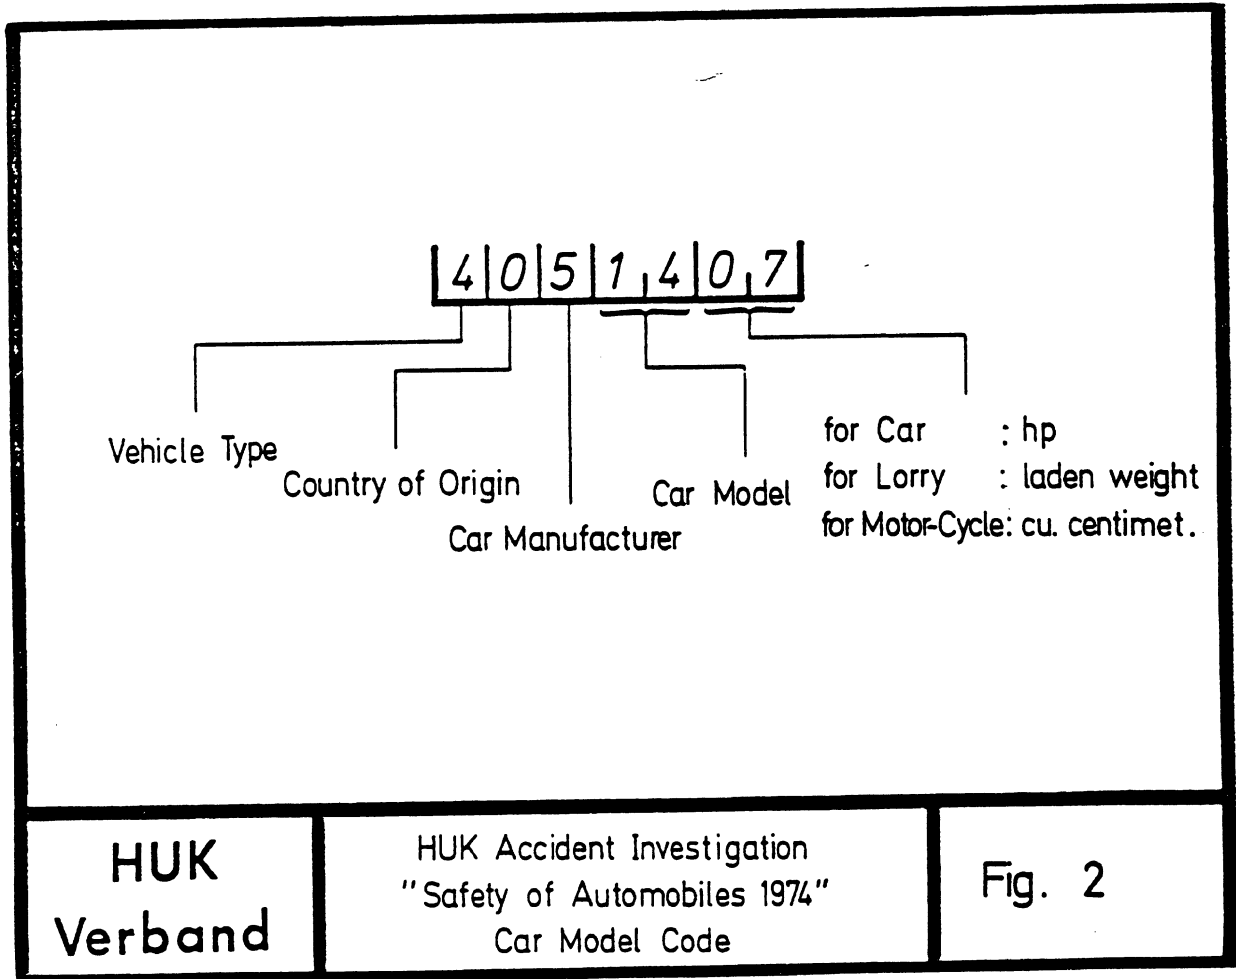 4 0 5 1 4 0 7
Vehicle Type
Country of Origin
Car Manufacturer
Car Model
for Car : hp
for Lorry : laden weight
for Motor-Cycle: cu. centimet.
HUK
Verband
HUK Accident Investigation
"Safety of Automobiles 1974"
Car Model Code
Fig. 2